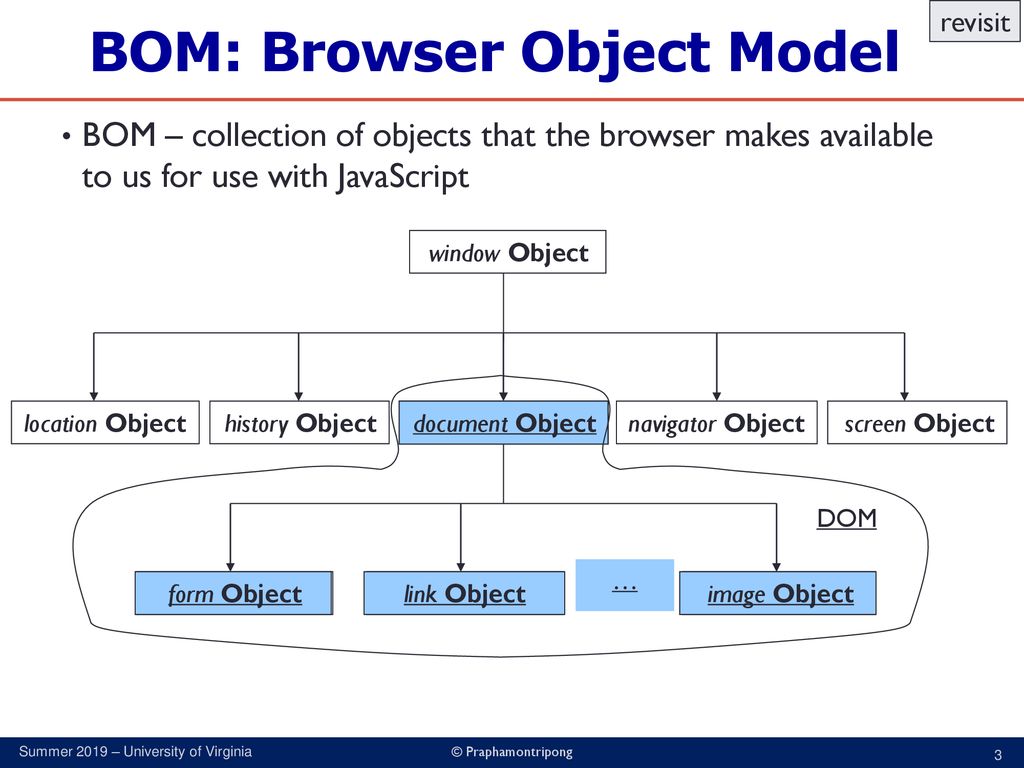 revisit
BOM: Browser Object Model
• BOM – collection of objects that the browser makes available
to us for use with JavaScript
window Object
location Object
history Object
document Object
navigator Object
screen Object
DOM
form Object
link Object
…
image Object
Summer 2019 – University of Virginia
© Praphamontripong
3